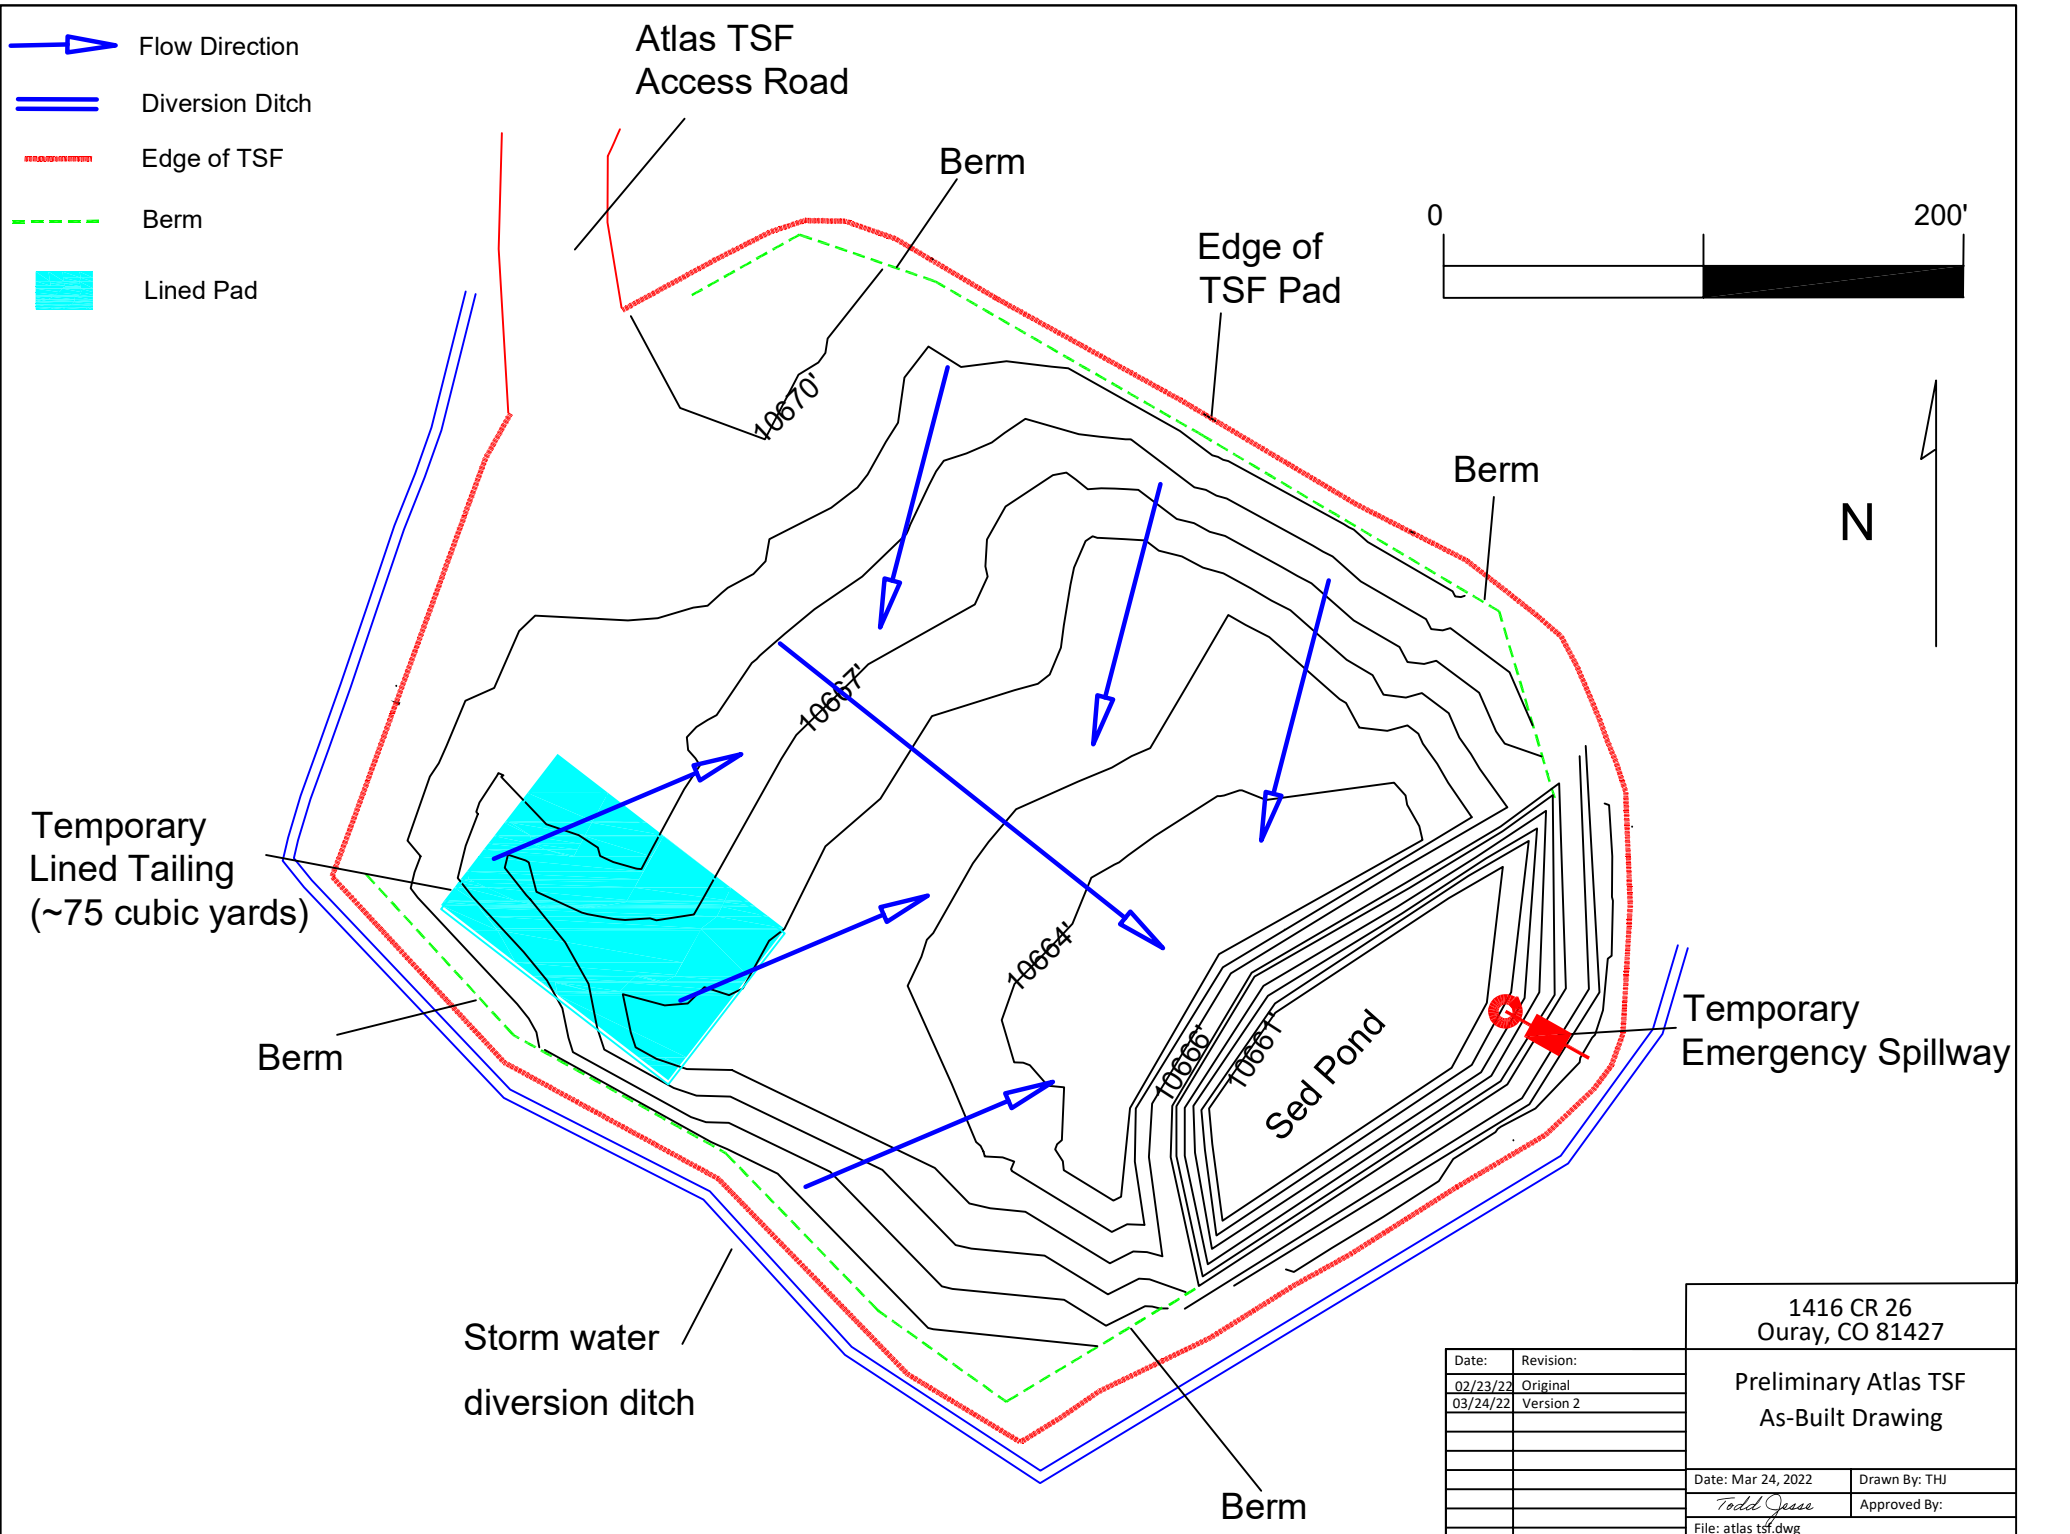 Flow Direction
Diversion Ditch
Edge of TSF
Berm
Lined Pad
Atlas TSF
Access Road
Berm
0
200'
Edge of
TSF Pad
Berm
N
10670'
10667'
Temporary
Lined Tailing
(~75 cubic yards)
10664'
10666'
10661'
Sed Pond
Temporary
Emergency Spillway
Berm
Storm water
diversion ditch
Berm
1416 CR 26
Ouray, CO 81427
Date: Revision:
02/23/22 Original
03/24/22 Version 2
Preliminary Atlas TSF
As-Built Drawing
Date: Mar 24, 2022
Drawn By: THJ
Todd Jesse
Approved By:
File: atlas tsf.dwg